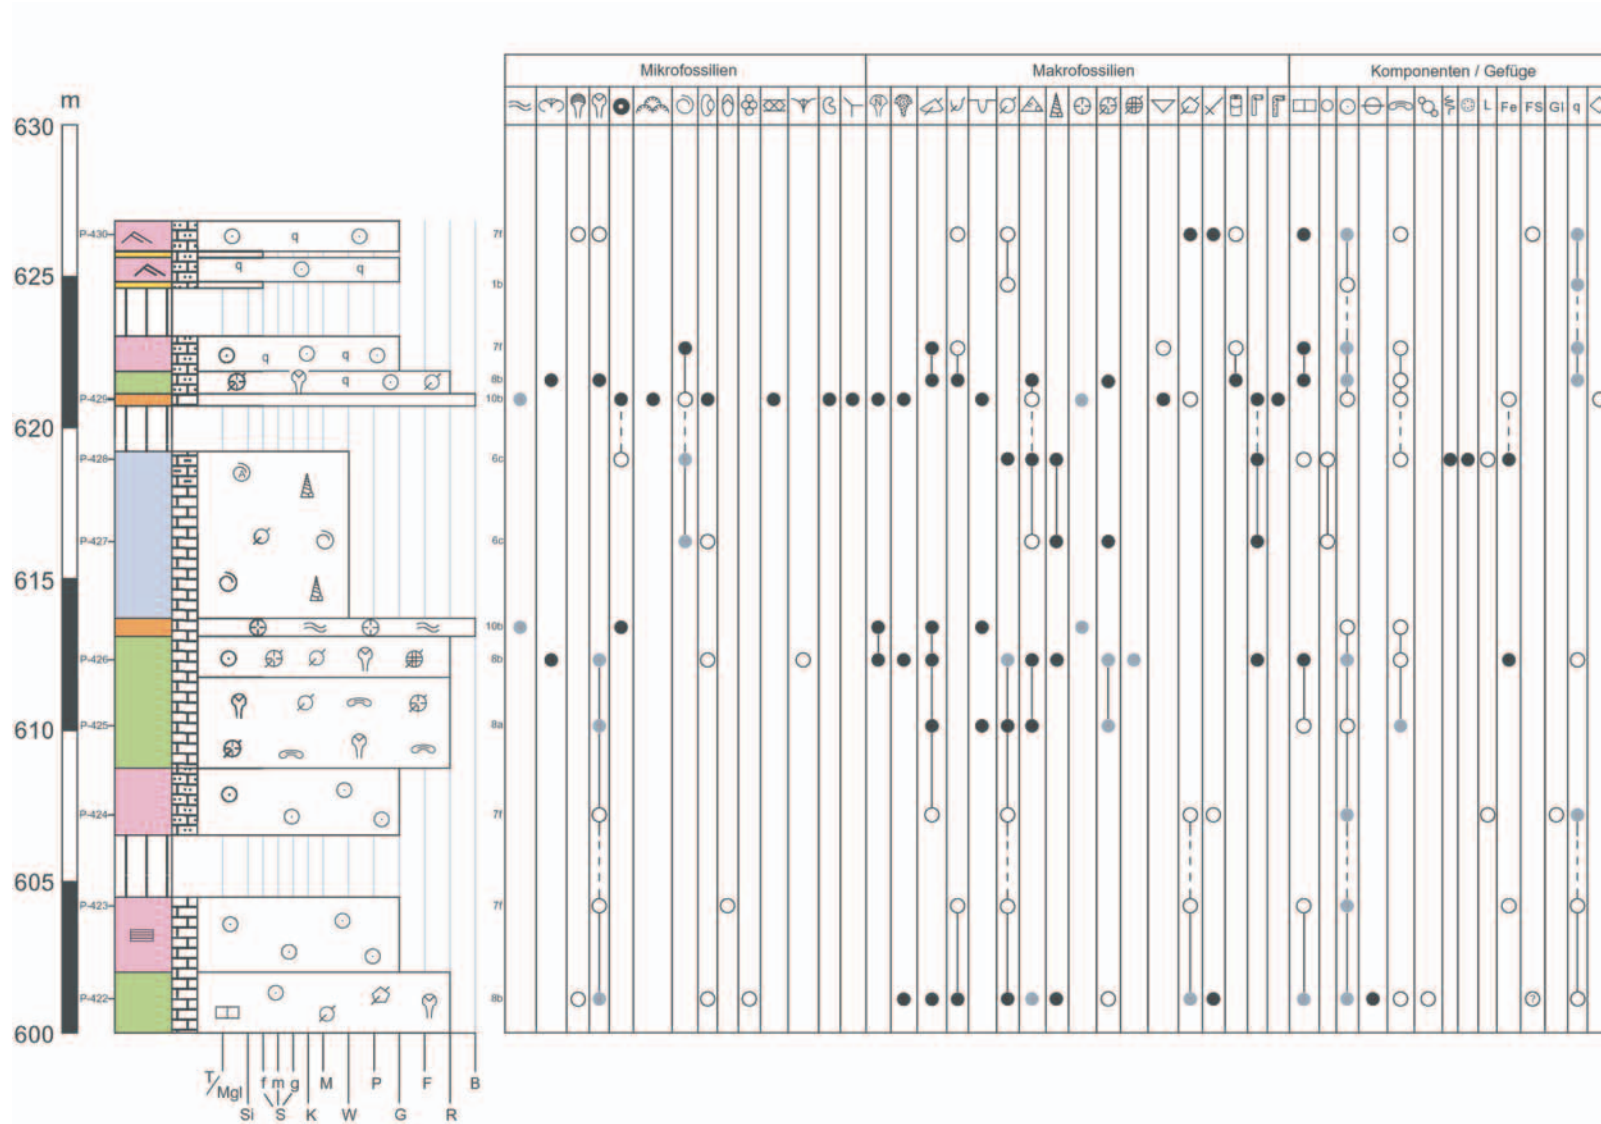 Mikrofossilien Makrofossilien Komponenten / Gefüge
m
N L Fe FS Gl q
630
P-430 q 7f
q q
625
1b
7f
q q
q 8b
P-429 10b
620
P-428 6c
A
P-427 6c
615
10b
P-426 8b
P-425 8a
610
P-424 7f
605
P-423 7f
P-422 8b ?
600
T/Mgl f m g M P F B
Si S K W G R